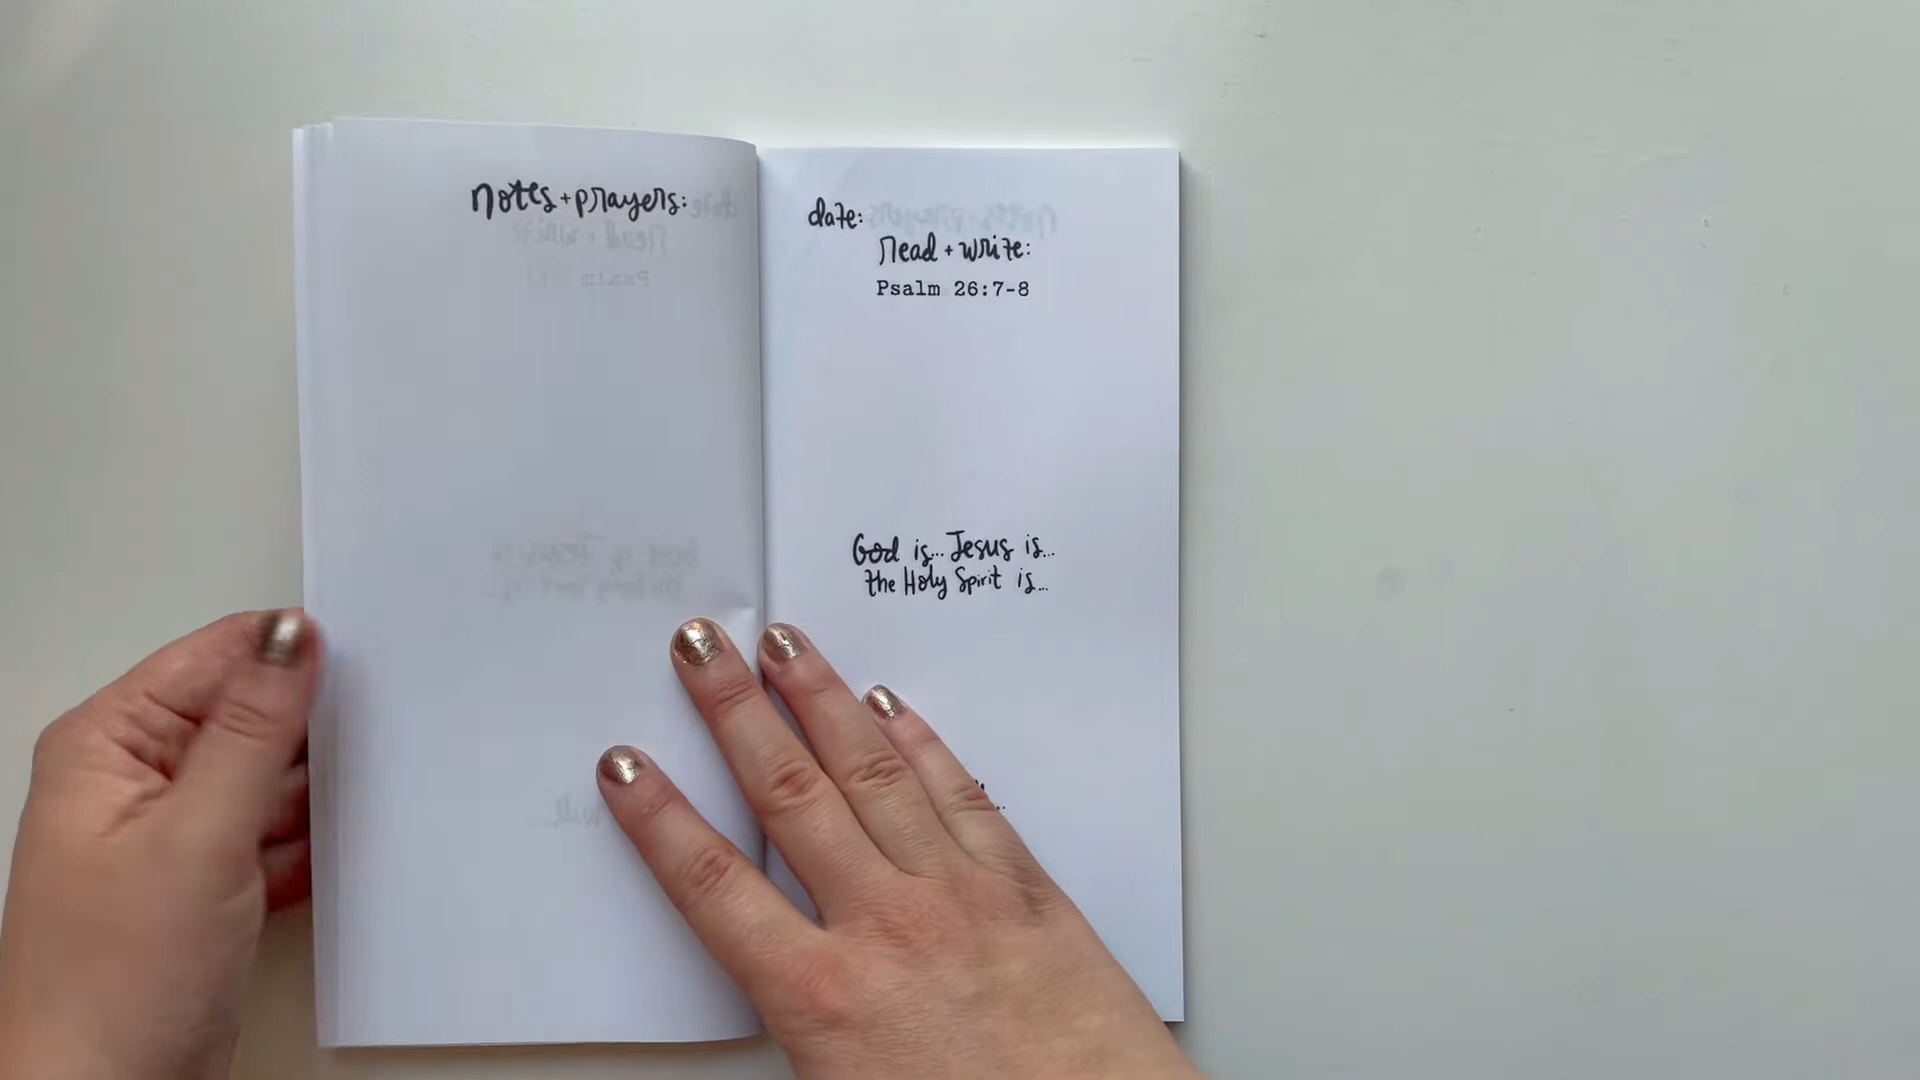 notes+prayers:
date:
read + write:
Psalm 26:7-8
God is... Jesus is...
the Holy Spirit is...